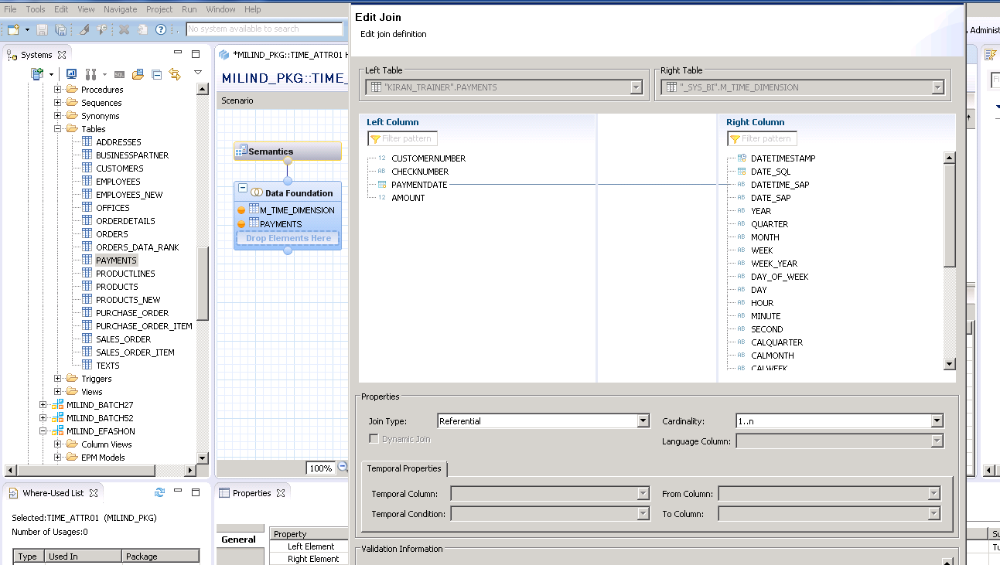 File Tools Edit View Navigate Project Run Window Help
No system available to search
Administ
Systems
Procedures
Sequences
Synonyms
Tables
ADDRESSES
BUSINESSPARTNER
CUSTOMERS
EMPLOYEES
EMPLOYEES_NEW
OFFICES
ORDERDETAILS
ORDERS
ORDERS_DATA_RANK
PAYMENTS
PRODUCTLINES
PRODUCTS
PRODUCTS_NEW
PURCHASE_ORDER
PURCHASE_ORDER_ITEM
SALES_ORDER
SALES_ORDER_ITEM
TEXTS
Triggers
Views
MILIND_BATCH27
MILIND_BATCH52
MILIND_EFASHON
Column Views
EPM Models
*MILIND_PKG::TIME_ATTR01 H
MILIND_PKG::TIME_
Scenario
Semantics
Data Foundation
M_TIME_DIMENSION
PAYMENTS
Drop Elements Here
100%
Edit Join
Edit join definition
Left Table
"KIRAN_TRAINER".PAYMENTS
Right Table
"_SYS_BI".M_TIME_DIMENSION
Left Column
Filter pattern
12 CUSTOMERNUMBER
AB CHECKNUMBER
PAYMENTDATE
12 AMOUNT
Right Column
Filter pattern
DATETIMESTAMP
DATE_SQL
AB DATETIME_SAP
AB DATE_SAP
AB YEAR
AB QUARTER
AB MONTH
AB WEEK
AB WEEK_YEAR
AB DAY_OF_WEEK
AB DAY
AB HOUR
AB MINUTE
AB SECOND
AB CALQUARTER
AB CALMONTH
AB CALWEEK
Properties
Join Type: Referential
Cardinality: 1..n
Dynamic Join
Language Column:
Temporal Properties
Temporal Column:
From Column:
Temporal Condition:
To Column:
Validation Information
Where-Used List
Selected:TIME_ATTR01 (MILIND_PKG)
Number of Usages:0
Type Used In Package
Properties
General
Property
Left Element
Right Element
Su
Tu